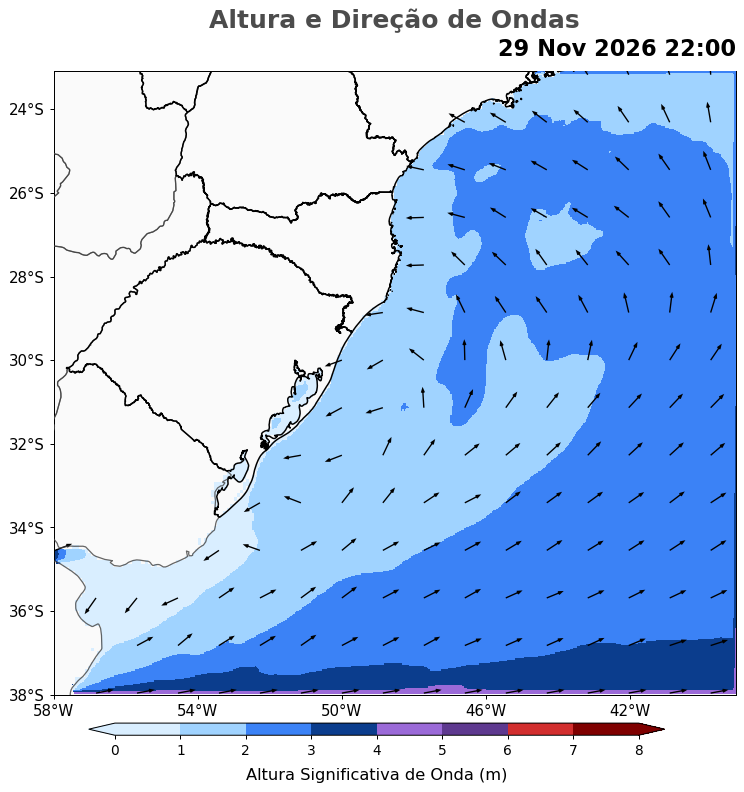 Altura e Direção de Ondas
29 Nov 2026 22:00
24°S
26°S
28°S
30°S
32°S
34°S
36°S
38°S
58°W 54°W 50°W 46°W 42°W
0 1 2 3 4 5 6 7 8
Altura Significativa de Onda (m)